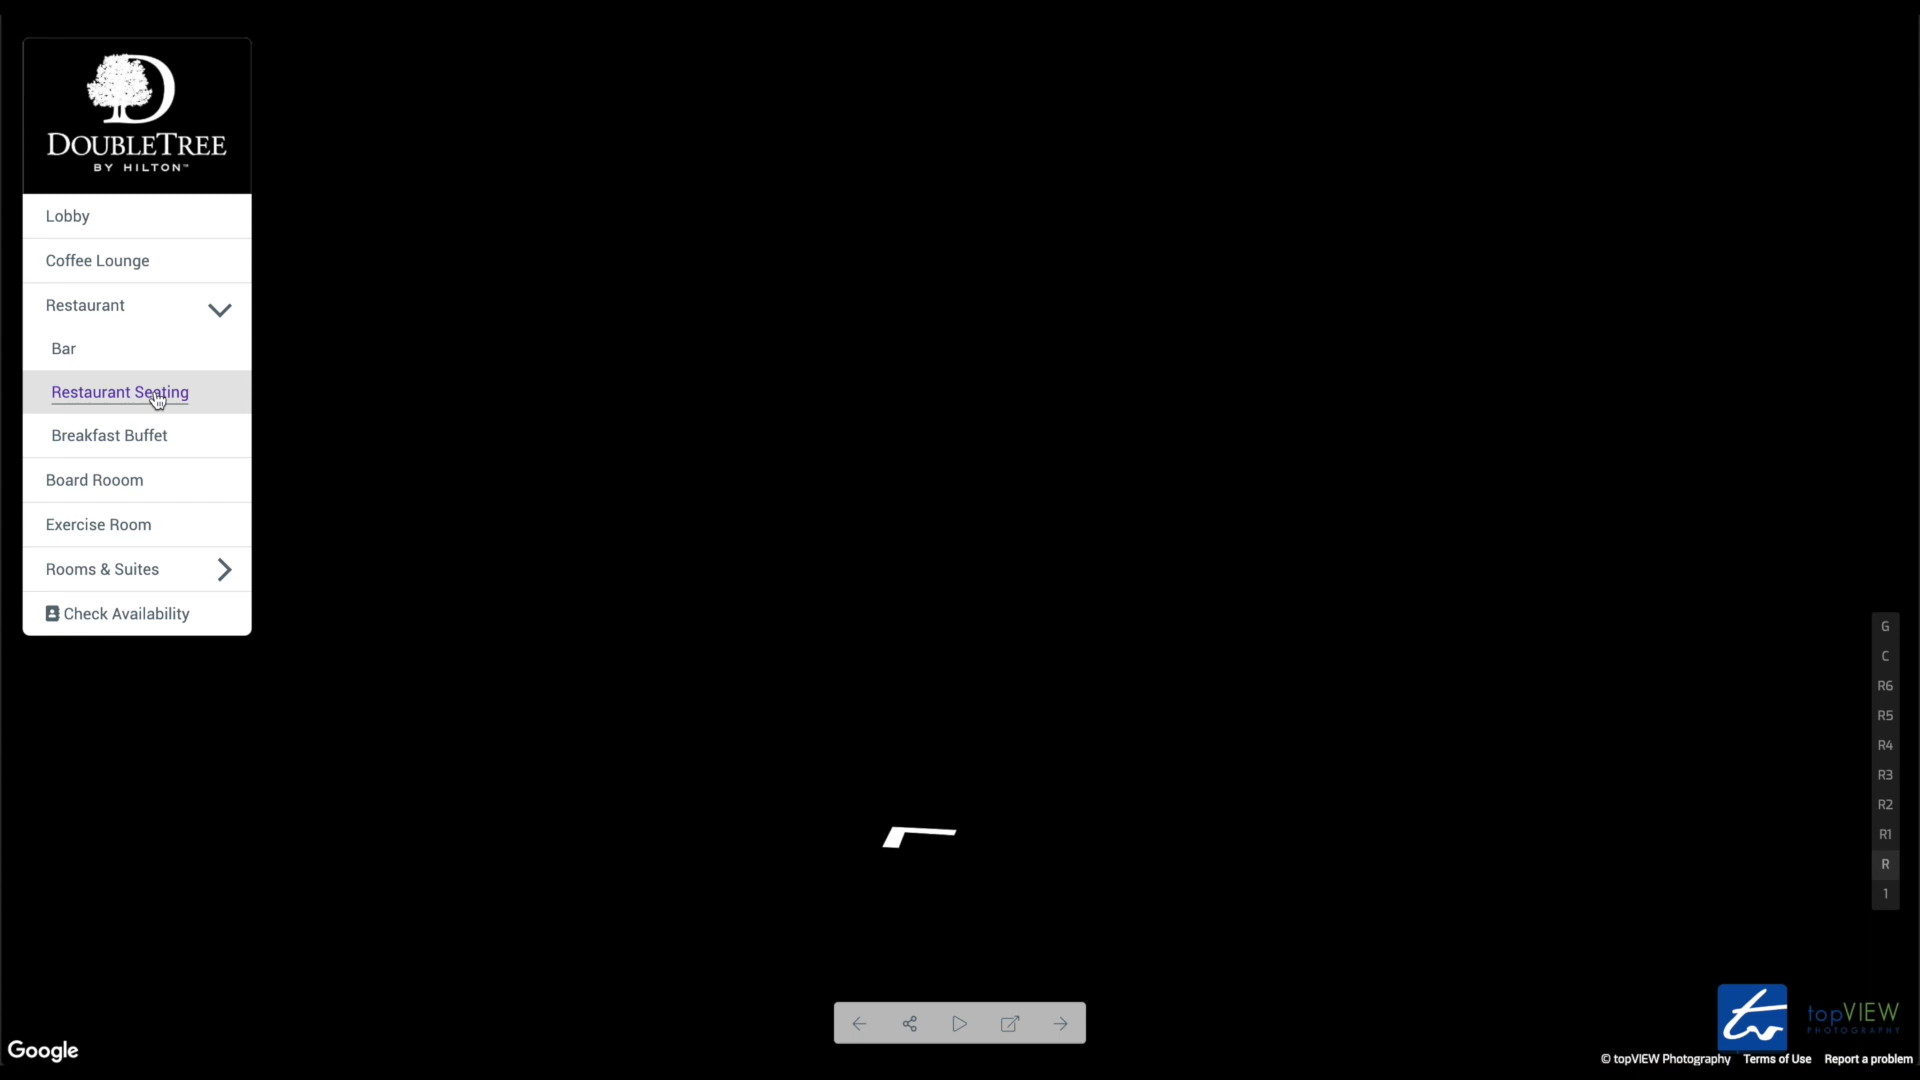 DOUBLETREE
BY HILTON™
Lobby
Coffee Lounge
Restaurant
Bar
Restaurant Seating
Breakfast Buffet
Board Rooom
Exercise Room
Rooms & Suites
Check Availability
G
C
R6
R5
R4
R3
R2
R1
R
1
topVIEW
PHOTOGRAPHY
Google
© topVIEW Photography Terms of Use Report a problem